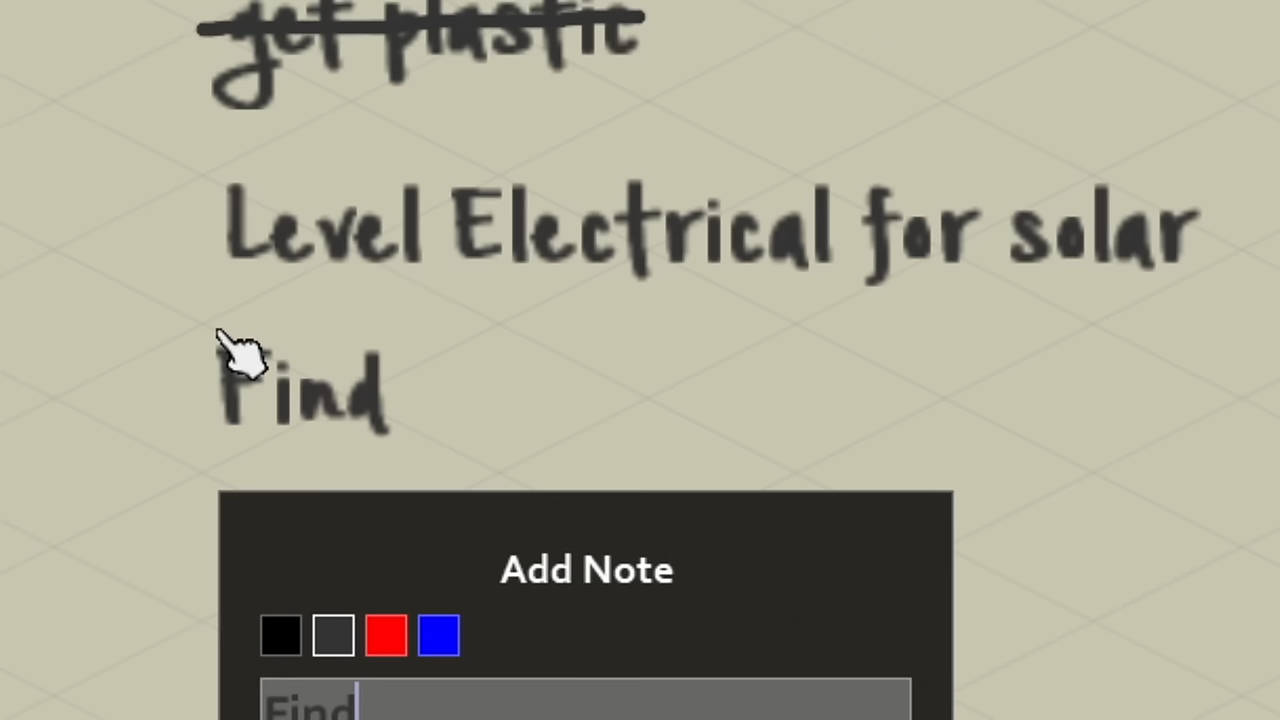 get plastic
Level Electrical for solar
Find
Add Note
Find